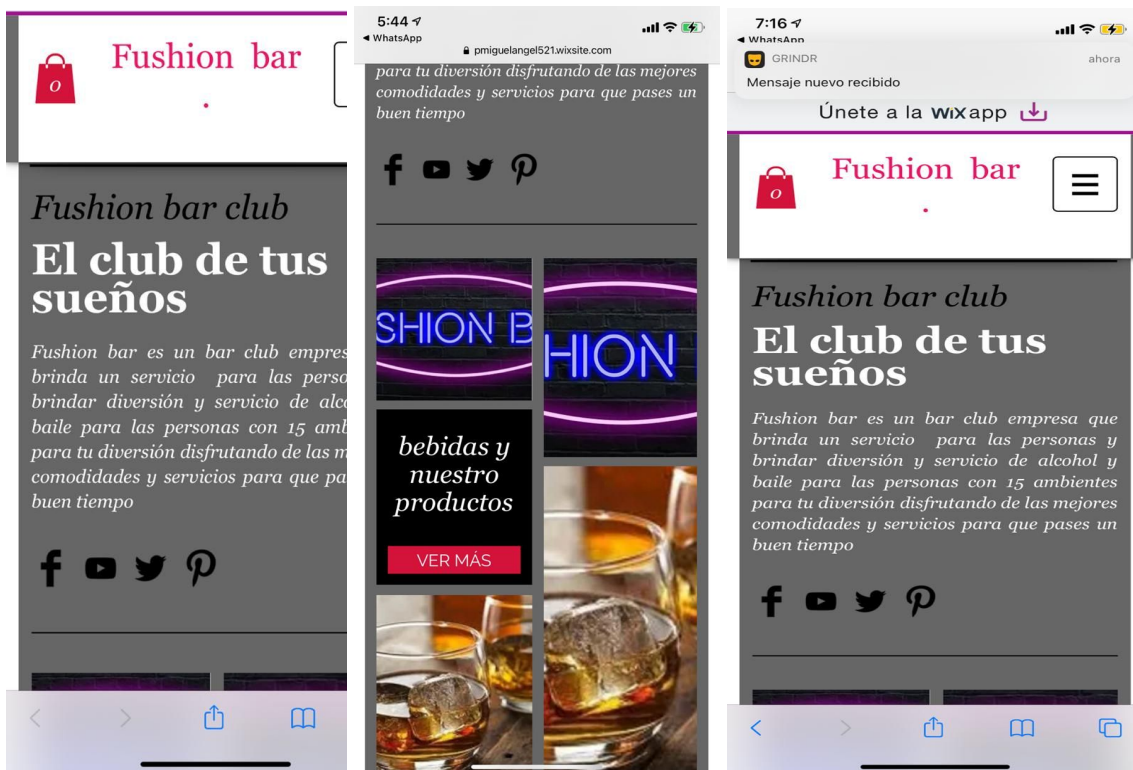 Fushion bar
.
0
Fushion bar club
El club de tus
sueños
Fushion bar es un bar club empres
brinda un servicio para las perso
brindar diversión y servicio de alco
baile para las personas con 15 amb
para tu diversión disfrutando de las m
comodidades y servicios para que pa
buen tiempo
5:44
WhatsApp
pmiguelangel521.wixsite.com
para tu diversión disfrutando de las mejores
comodidades y servicios para que pases un
buen tiempo
SHION B
HION
bebidas y
nuestro
productos
VER MÁS
7:16
WhatsApp
GRINDR
ahora
Mensaje nuevo recibido
Únete a la WiX app
Fushion bar
.
0
Fushion bar club
El club de tus
sueños
Fushion bar es un bar club empresa que
brinda un servicio para las personas y
brindar diversión y servicio de alcohol y
baile para las personas con 15 ambientes
para tu diversión disfrutando de las mejores
comodidades y servicios para que pases un
buen tiempo